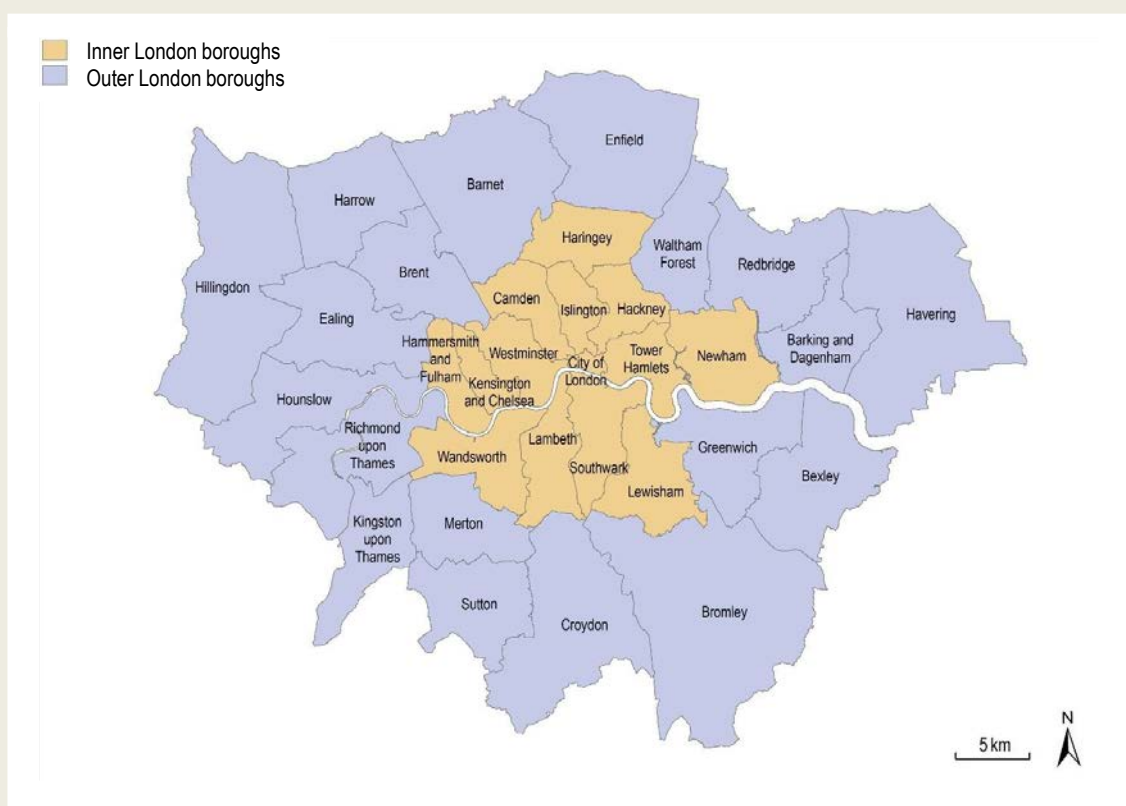 Inner London boroughs
Outer London boroughs
Enfield
Barnet
Harrow
Haringey
Waltham
Forest
Redbridge
Brent
Hillingdon
Camden
Islington
Hackney
Havering
Ealing
Hammersmith
and
Fulham
Westminster
City of
London
Tower
Hamlets
Newham
Barking and
Dagenham
Kensington
and Chelsea
Hounslow
Richmond
upon
Thames
Wandsworth
Lambeth
Southwark
Lewisham
Greenwich
Bexley
Kingston
upon
Thames
Merton
Sutton
Croydon
Bromley
N
5 km